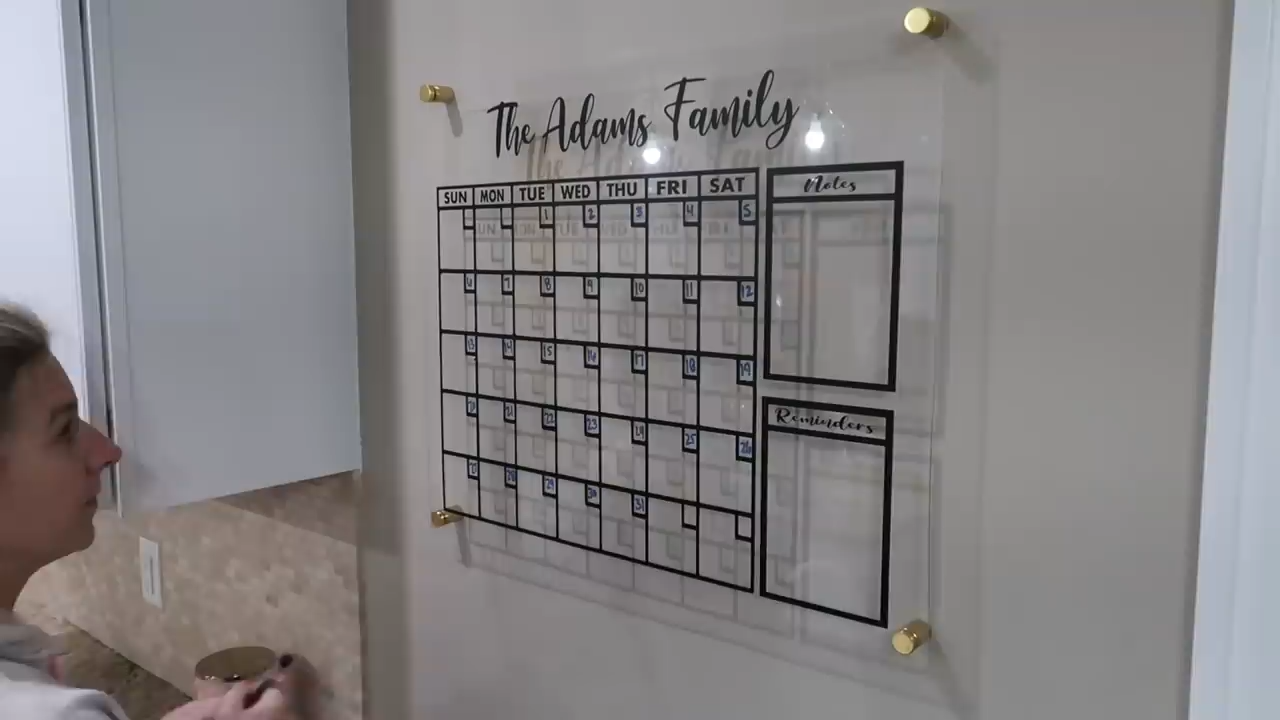 The Adams Family
SUN MON TUE WED THU FRI SAT
1 2 3 4 5
6 7 8 9 10 11 12
13 14 15 16 17 18 19
20 21 22 23 24 25 26
27 28 29 30 31
Notes
Reminders